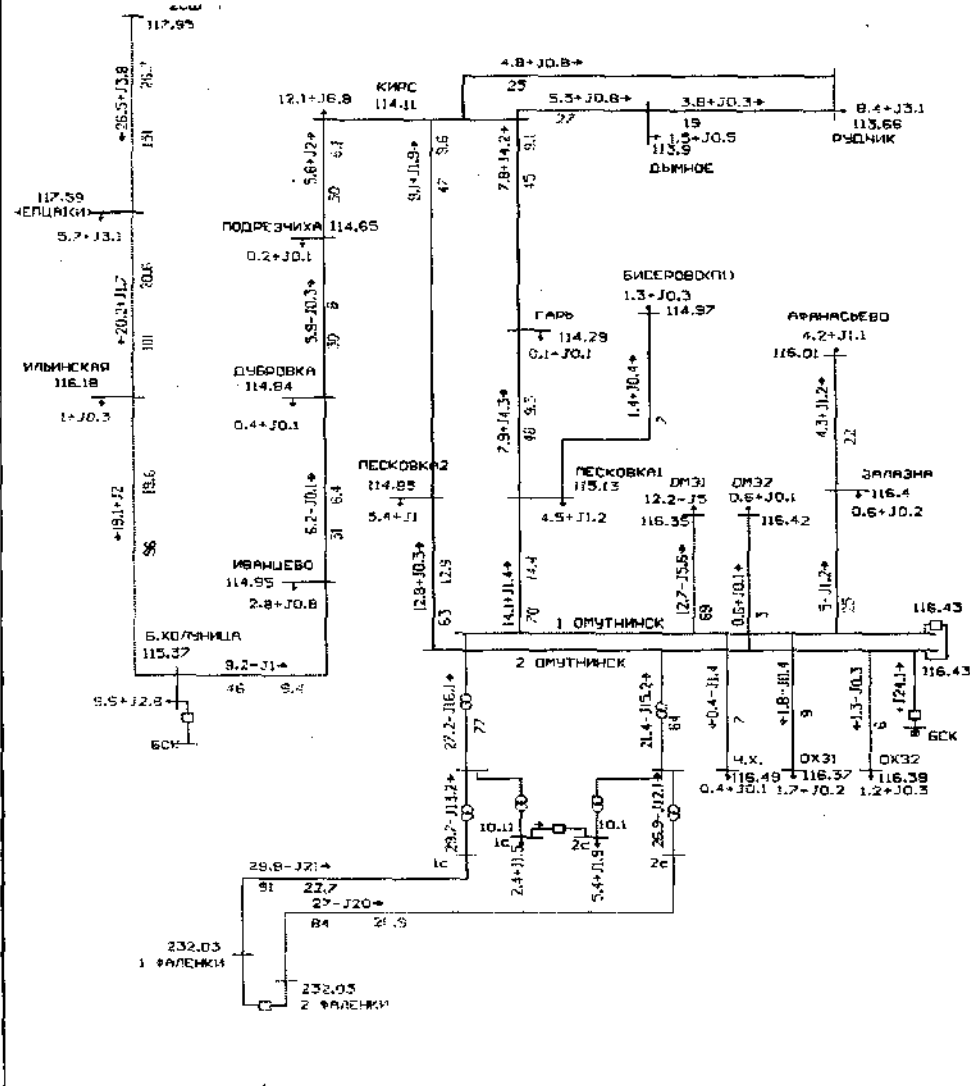 117.95
26.7
←26.5+J3.8
131
117.59
5.7+J3.1
20.6
←20.2+J1.7
101
ИЛЬИНСКАЯ
116.18
1+J0.3
19.6
←19.1+J2
96
Б.ХОЛУНИЦА
115.37
9.5+J2.8
БСК
9.2-J1→
46 9.4
КИРС
114.11
12.1+J6.8
5.8+J2→
30
ПОДРЕЗЧИХА 114.65
0.2+J0.1
5.9-J0.3→
30
ДУБРОВКА
114.84
0.4+J0.1
6.2-J0.1→
31 6.4
ИВАНЦЕВО
114.95
2.8+J0.8
4.8+J0.8→
25
5.5+J0.8→
27
3.8+J0.3→
19
8.4+J3.1
113.66
РУДНИК
ДЫМНОЕ
9.1+J1.9→
9.6
47
7.8+J4.2→
9.1
45
ГАРЬ
114.29
0.1+J0.1
7.9+J4.3→
9.3
48
БИСЕРОВО(П1)
1.3+J0.3
114.97
1.4+J0.4→
7
АФАНАСЬЕВО
4.2+J1.1
116.01
4.3+J1.2→
22
ЗАЛАЗНА
116.4
0.6+J0.2
5+J1.2→
25
ПЕСКОВКА2
114.85
5.4+J1
ПЕСКОВКА1
115.13
4.5+J1.2
ОМЗ1
12.2-J5
116.35
12.7-J5.6→
69
ОМЗ2
0.6+J0.1
116.42
0.6+J0.1→
3
12.8+J0.3→
12.9
63
14.1+J1.4→
14.4
70
1 ОМУТНИНСК
2 ОМУТНИНСК
116.43
116.43
27.2-J16.1→
77
21.4-J15.2→
64
←0.4-J1.4
7
←1.8-J0.4
9
←1.3-J0.3
6
J24.1→
БСК
Ч.Х.
116.49
0.4+J0.1
ОХЗ1
116.37
1.7+J0.2
ОХЗ2
116.39
1.2+J0.3
29.7-J13.2→
1с
10.11
1с
2.4+J1.5
10.1
2с
5.4+J1.9
26.9-J12.1→
2с
29.8-J21→
91 22.7
27-J20→
84
232.03
1 ФАЛЕНКИ
232.03
2 ФАЛЕНКИ